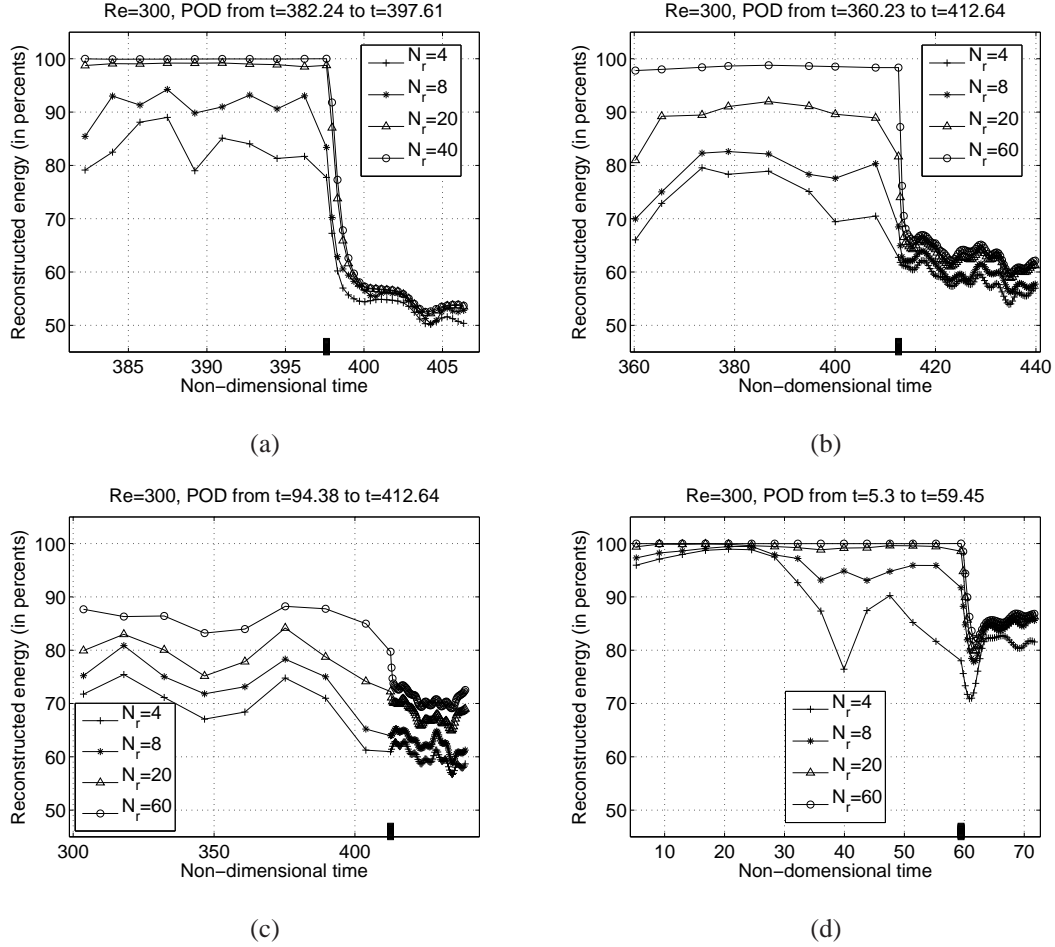 Re=300, POD from t=382.24 to t=397.61
Reconstructed energy (in percents)
100
90
80
70
60
50
N_r=4
N_r=8
N_r=20
N_r=40
385 390 395 400 405
Non-dimensional time
(a)
Re=300, POD from t=360.23 to t=412.64
Reconstructed energy (in percents)
100
90
80
70
60
50
N_r=4
N_r=8
N_r=20
N_r=60
360 380 400 420 440
Non-domensional time
(b)
Re=300, POD from t=94.38 to t=412.64
Reconstructed energy (in percents)
100
90
80
70
60
50
N_r=4
N_r=8
N_r=20
N_r=60
300 350 400
Non-dimensional time
(c)
Re=300, POD from t=5.3 to t=59.45
Reconstructed energy (in percents)
100
90
80
70
60
50
N_r=4
N_r=8
N_r=20
N_r=60
10 20 30 40 50 60 70
Non-domensional time
(d)